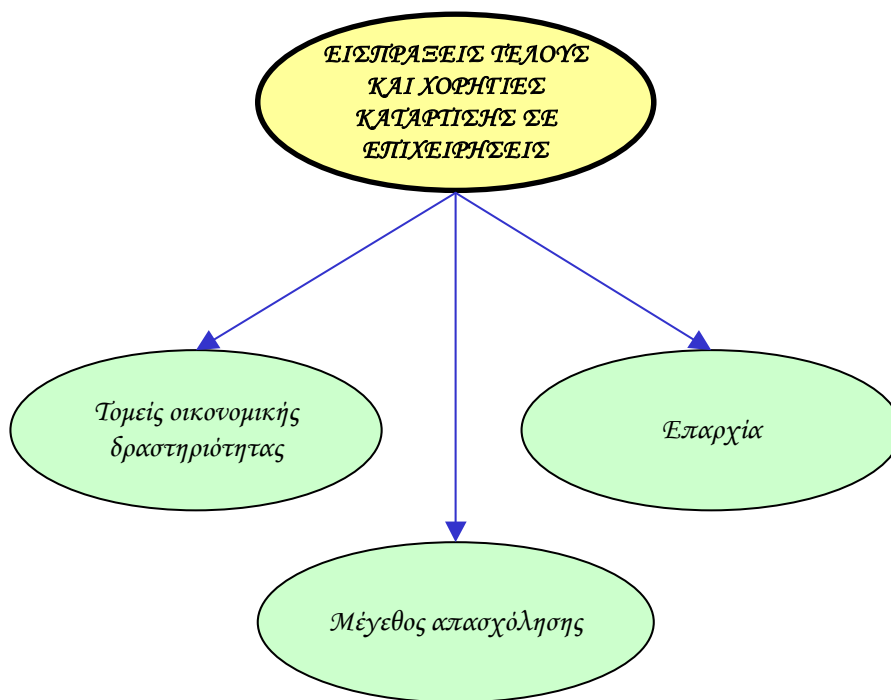 ΕΙΣΠΡΑΞΕΙΣ ΤΕΛΟΥΣ
ΚΑΙ ΧΟΡΗΓΙΕΣ
ΚΑΤΑΡΤΙΣΗΣ ΣΕ
ΕΠΙΧΕΙΡΗΣΕΙΣ
Τομείς οικονομικής
δραστηριότητας
Επαρχία
Μέγεθος απασχόλησης